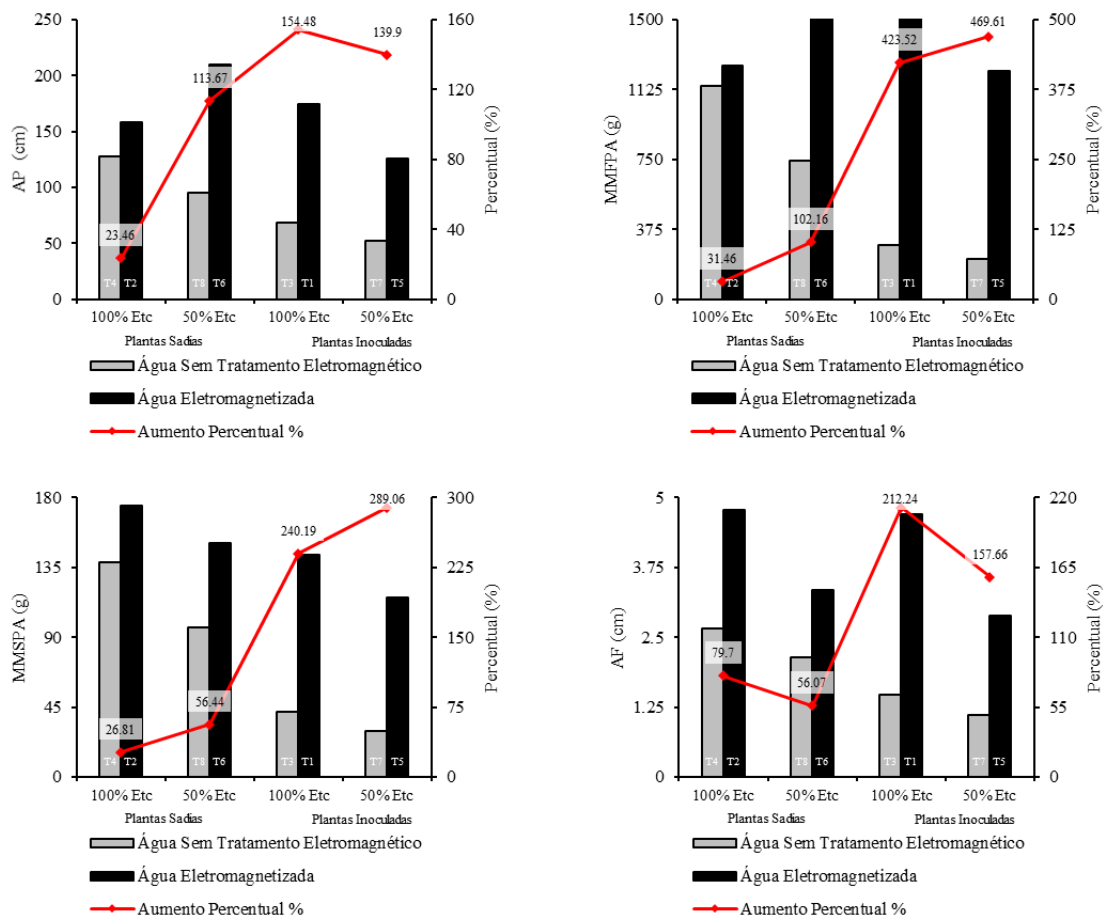 250
200
150
100
50
0
AP (cm)
160
120
80
40
0
Percentual (%)
23.46
113.67
154.48
139.9
T4 T2 T8 T6 T3 T1 T7 T5
100% Etc 50% Etc 100% Etc 50% Etc
Plantas Sadias Plantas Inoculadas
Água Sem Tratamento Eletromagnético
Água Eletromagnetizada
Aumento Percentual %
1500
1125
750
375
0
MMFPA (g)
500
375
250
125
0
Percentual (%)
31.46
102.16
423.52
469.61
T4 T2 T8 T6 T3 T1 T7 T5
100% Etc 50% Etc 100% Etc 50% Etc
Plantas Sadias Plantas Inoculadas
Água Sem Tratamento Eletromagnético
Água Eletromagnetizada
Aumento Percentual %
180
135
90
45
0
MMSPA (g)
300
225
150
75
0
Percentual (%)
26.81
56.44
240.19
289.06
T4 T2 T8 T6 T3 T1 T7 T5
100% Etc 50% Etc 100% Etc 50% Etc
Plantas Sadias Plantas Inoculadas
Água Sem Tratamento Eletromagnético
Água Eletromagnetizada
Aumento Percentual %
5
3.75
2.5
1.25
0
AF (cm)
220
165
110
55
0
Percentual (%)
79.7
56.07
212.24
157.66
T4 T2 T8 T6 T3 T1 T7 T5
100% Etc 50% Etc 100% Etc 50% Etc
Plantas Sadias Plantas Inoculadas
Água Sem Tratamento Eletromagnético
Água Eletromagnetizada
Aumento Percentual %